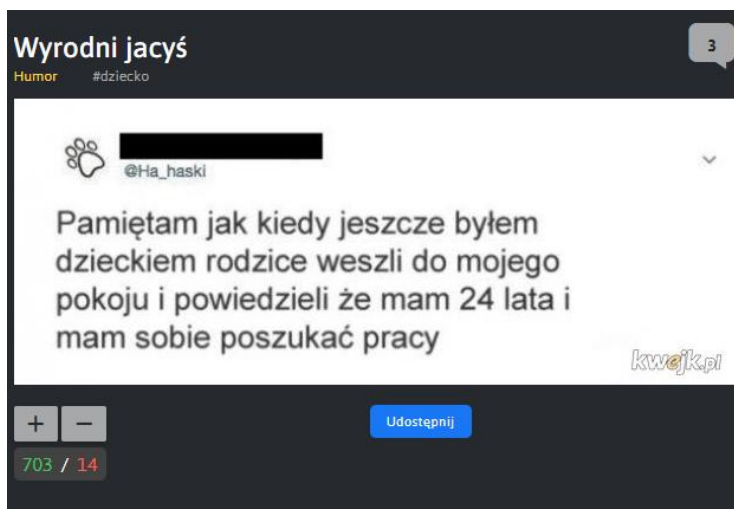 Wyrodni jacyś
3
Humor #dziecko
@Ha_haski
Pamiętam jak kiedy jeszcze byłem
dzieckiem rodzice weszli do mojego
pokoju i powiedzieli że mam 24 lata i
mam sobie poszukać pracy
kwejk.pl
+ −
Udostępnij
703 / 14